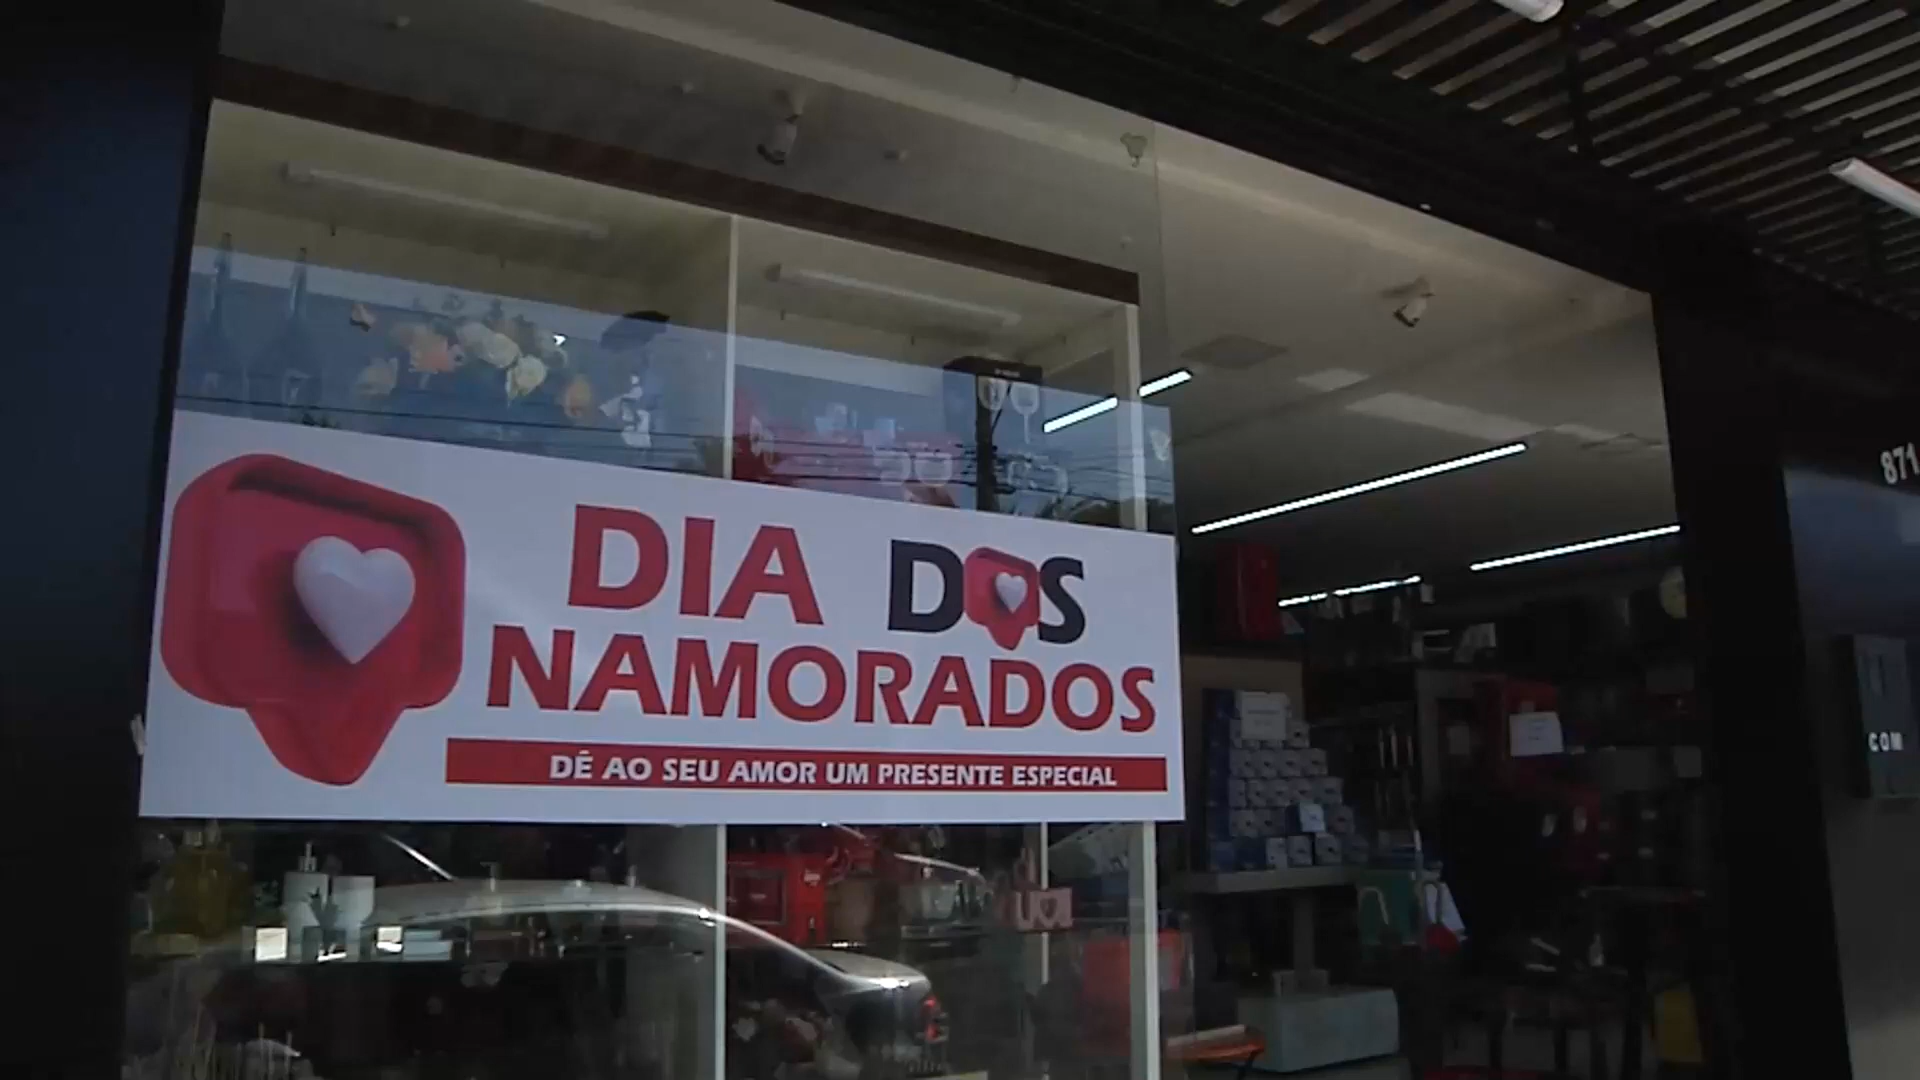 DIA DOS
NAMORADOS
DÊ AO SEU AMOR UM PRESENTE ESPECIAL
871
COM